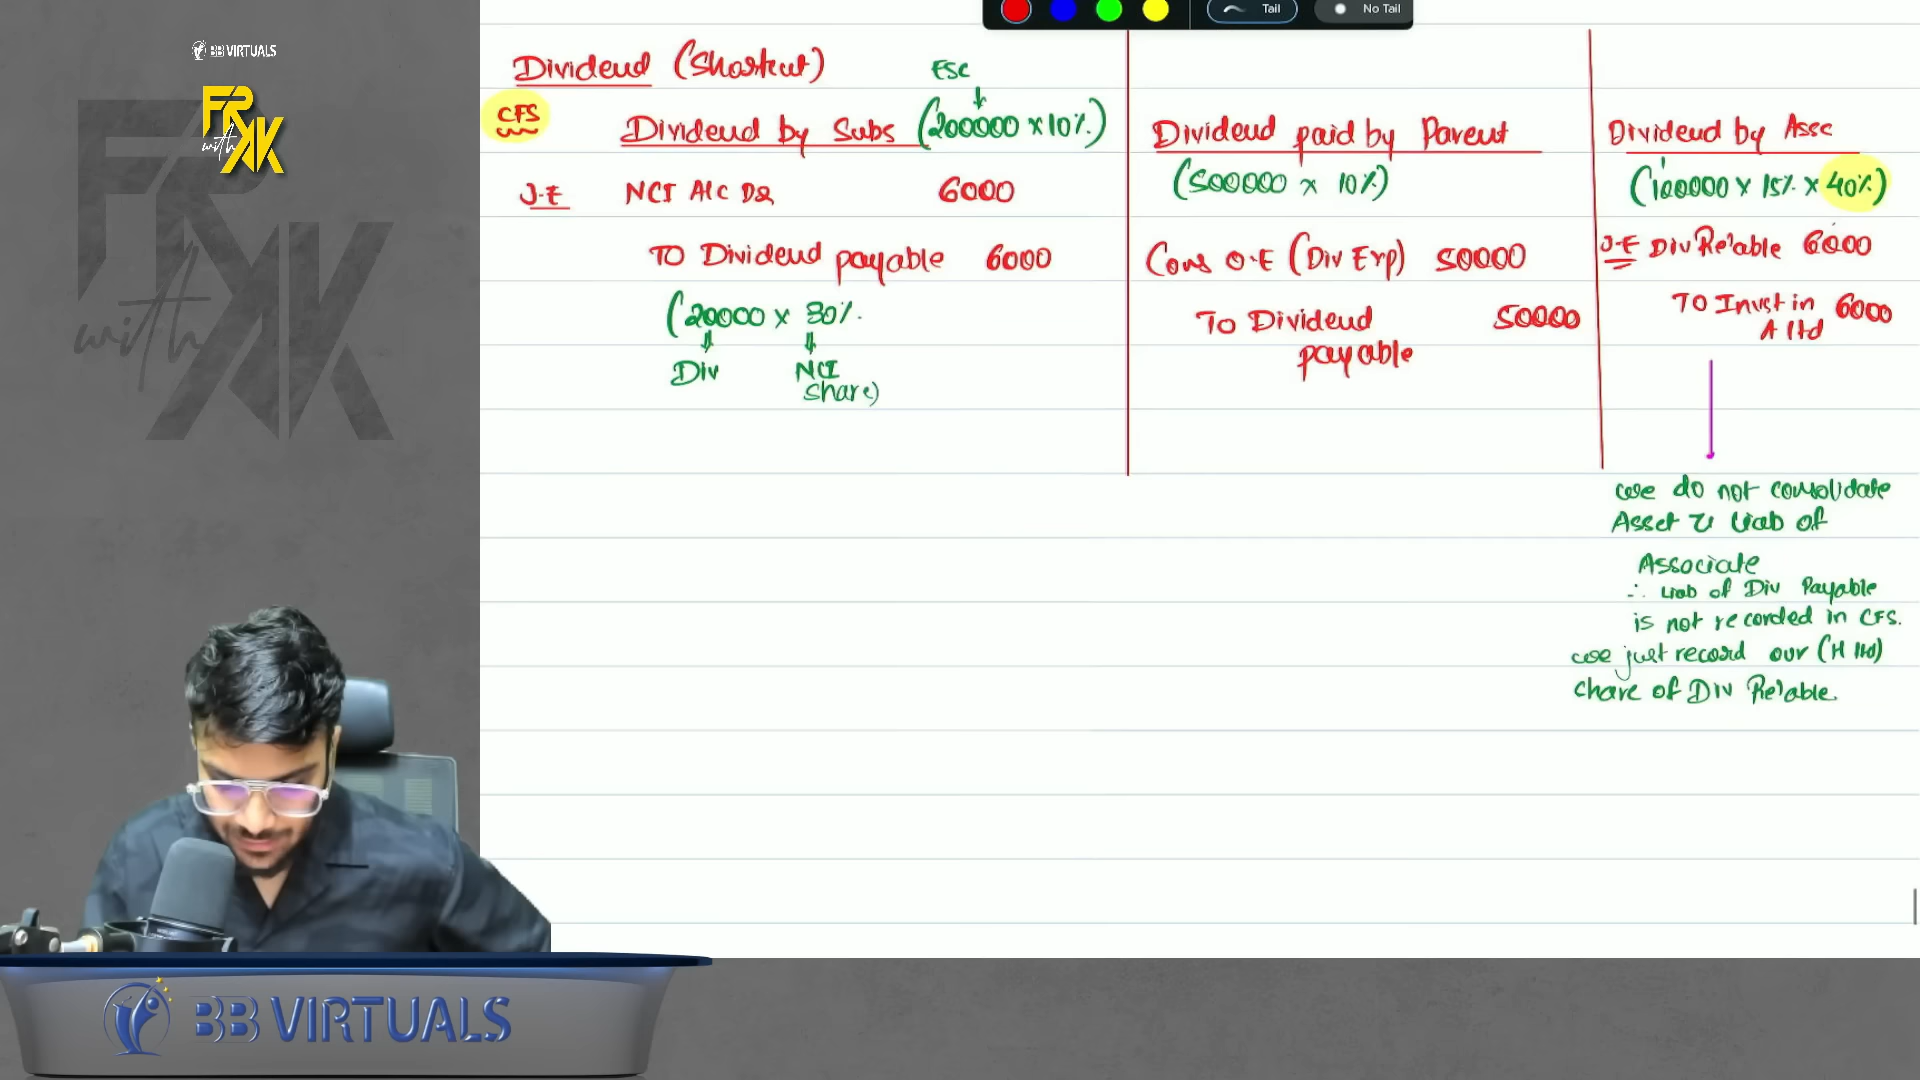 BB VIRTUALS
FR
with
AK
FR
with
AK
Tail
No Tail
Dividend (Shortcut)
CFS
ESC
Dividend by Subs (200000 x 10%)
J.E NCI A/c Dr 6000
TO Dividend payable 6000
(20000 x 30%
Div NCI
share)
Dividend paid by Parent
(500000 x 10%)
Cons O.E (Div Exp) 50000
To Dividend 50000
payable
Dividend by Assc
(100000 x 15% x 40%)
J.E Div Re'able 6000
TO Invst in 6000
A ltd
we do not consolidate
Asset & Liab of
Associate
∴ Liab of Div Payable
is not recorded in CFS.
we just record our (H ltd)
share of Div Re'able.
BB VIRTUALS